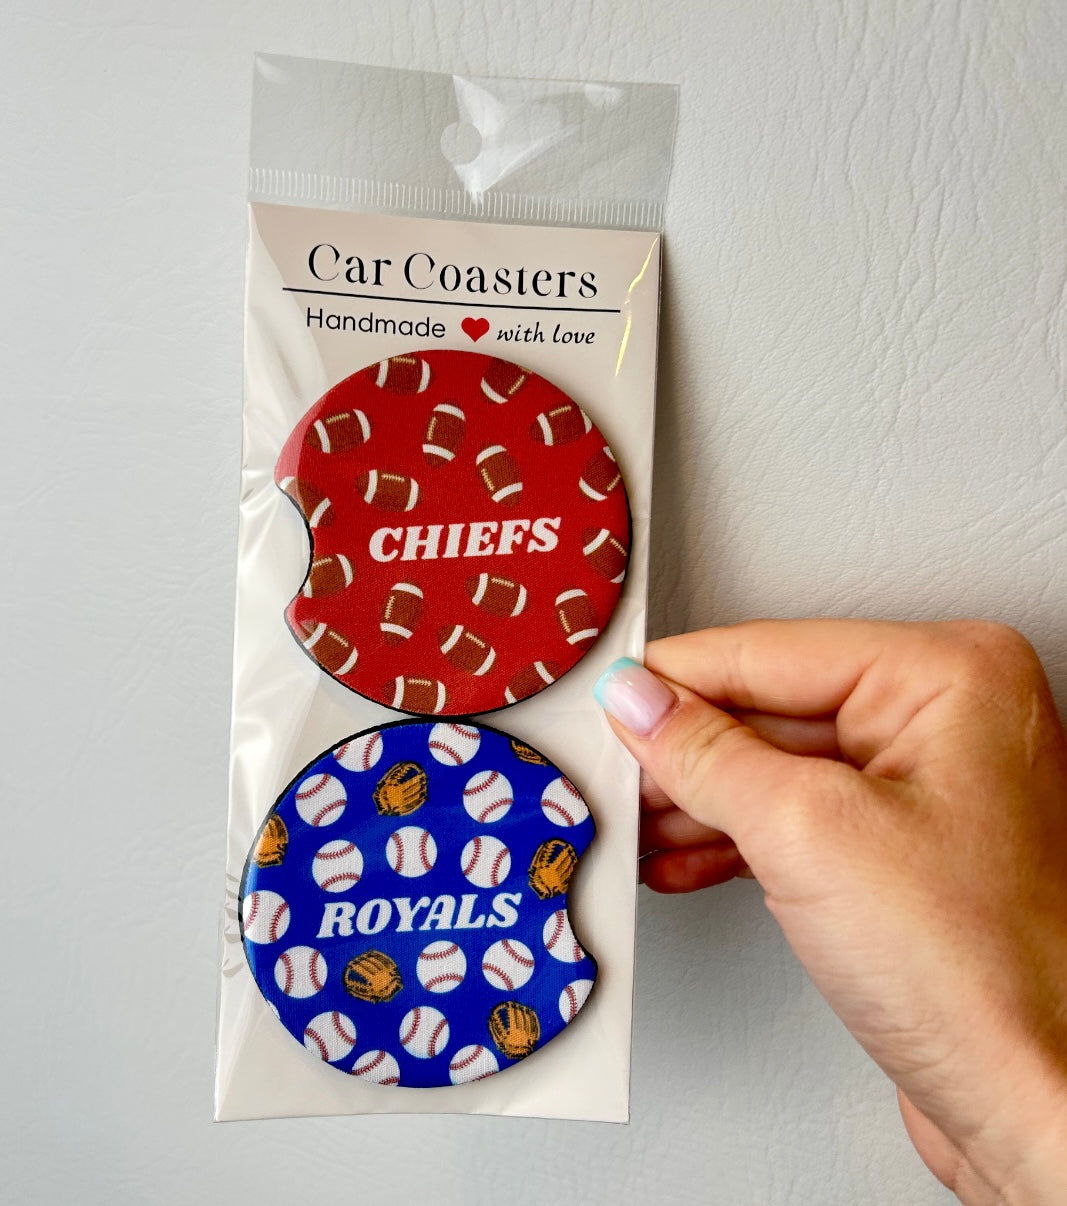 Car Coasters
Handmade ❤ with love
CHIEFS
ROYALS